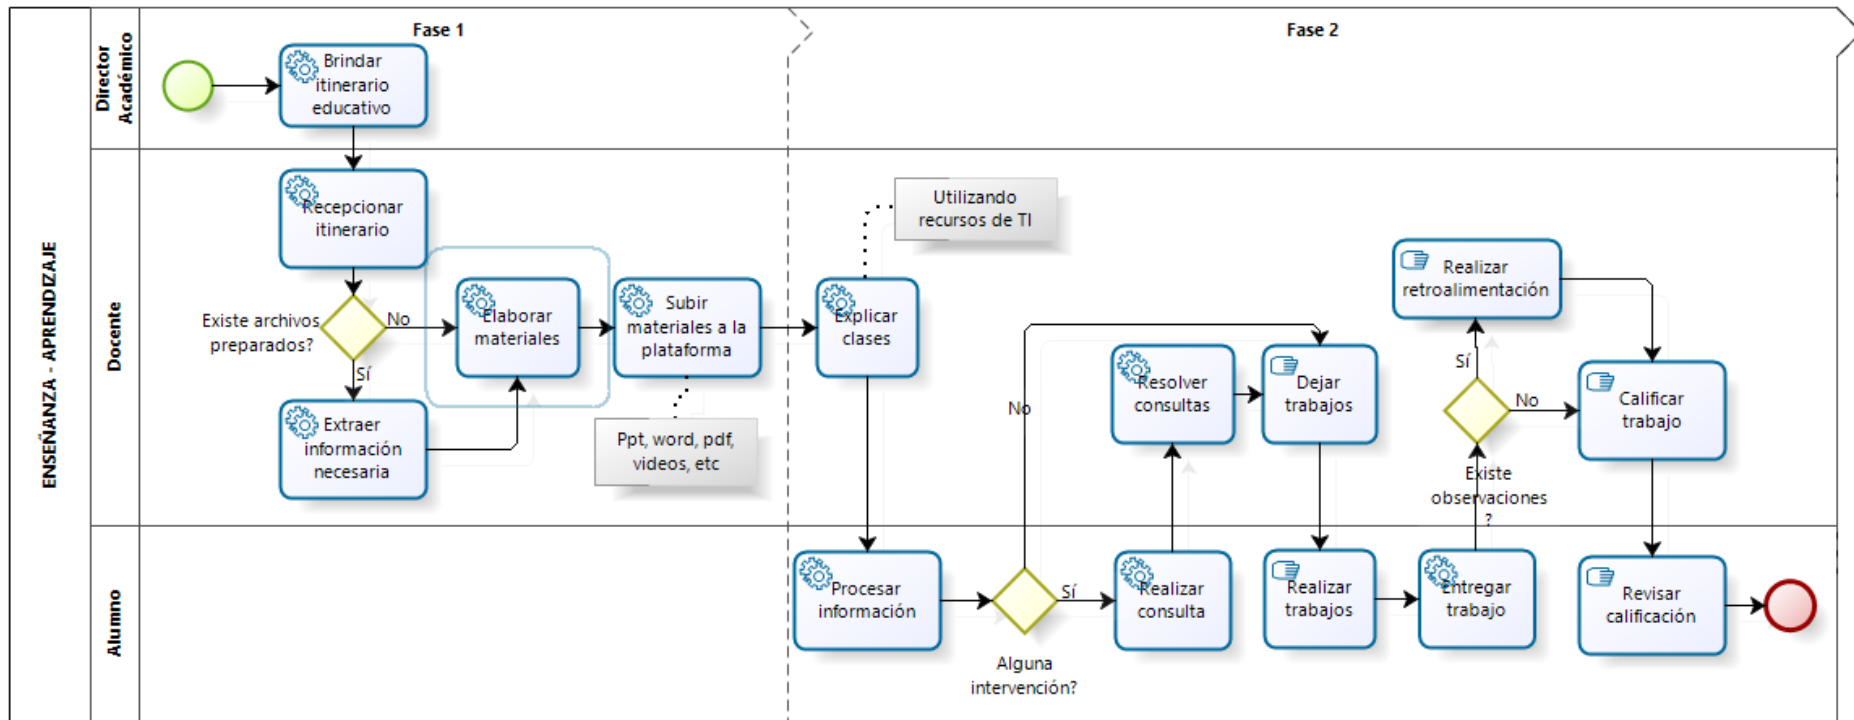 Fase 1
Fase 2
ENSEÑANZA - APRENDIZAJE
Director
Académico
Brindar
itinerario
educativo
Docente
Recepcionar
itinerario
Existe archivos
preparados?
No
Sí
Extraer
información
necesaria
Elaborar
materiales
Subir
materiales a la
plataforma
Ppt, word, pdf,
videos, etc
Utilizando
recursos de TI
Explicar
clases
No
Resolver
consultas
Dejar
trabajos
Realizar
retroalimentación
Sí
No
Existe
observaciones
?
Calificar
trabajo
Alumno
Procesar
información
Alguna
intervención?
Sí
Realizar
consulta
Realizar
trabajos
Entregar
trabajo
Revisar
calificación